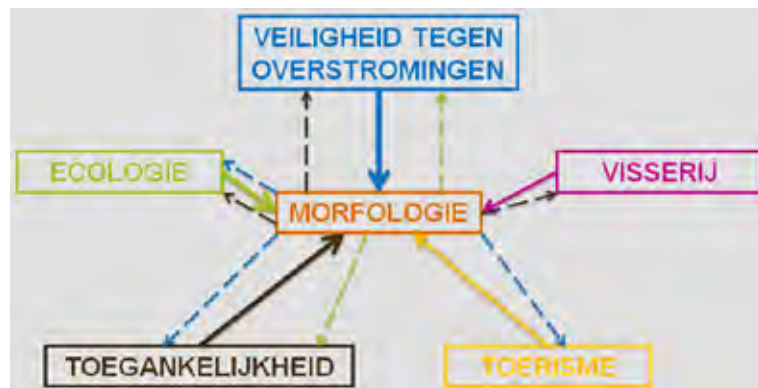 VEILIGHEID TEGEN
OVERSTROMINGEN
ECOLOGIE
VISSERIJ
MORFOLOGIE
TOEGANKELIJKHEID
TOERISME